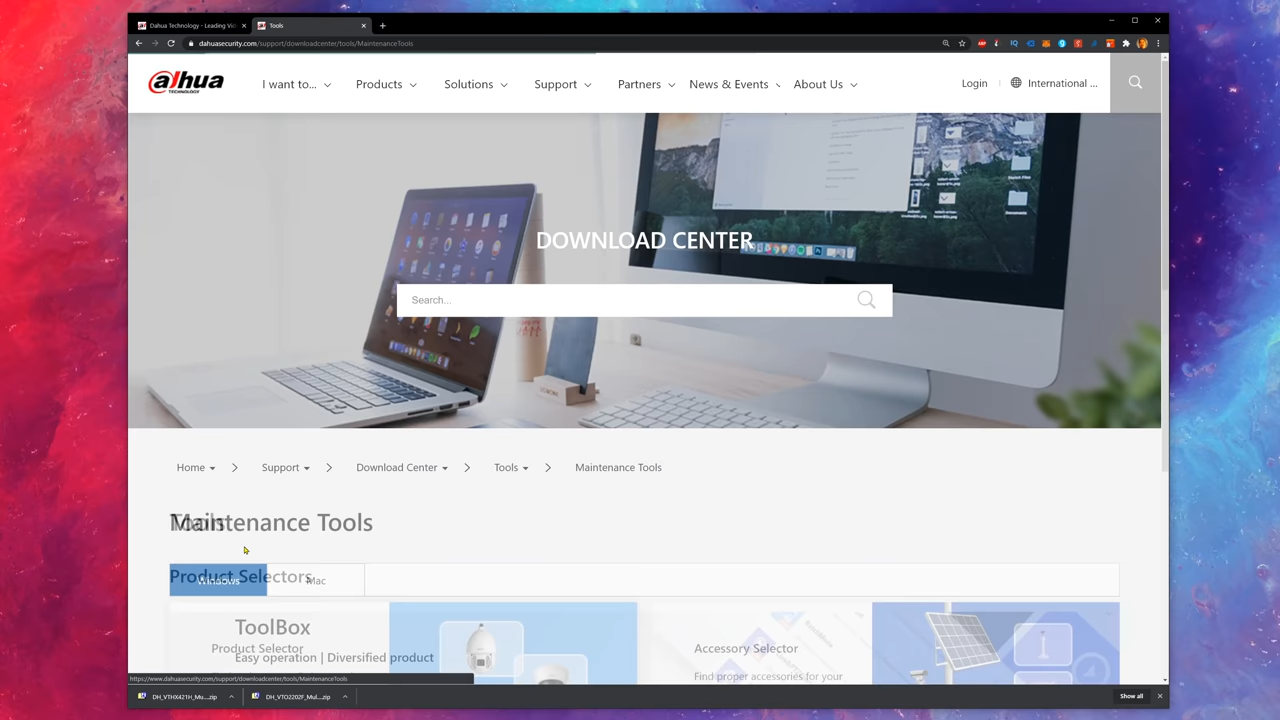 Dahua Technology - Leading Vi
Tools
dahuasecurity.com/support/downloadcenter/tools/MaintenanceTools
alhua
TECHNOLOGY
I want to...
Products
Solutions
Support
Partners
News & Events
About Us
Login
International ...
DOWNLOAD CENTER
Search...
Home
Support
Download Center
Tools
Maintenance Tools
Maintenance Tools
Tools
Product Selectors
Windows
Mac
ToolBox
Product Selector
Easy operation | Diversified product
Accessory Selector
Find proper accessories for your
https://www.dahuasecurity.com/support/downloadcenter/tools/MaintenanceTools
DH_VTHX421H_Mu....zip
DH_VTO2202F_Mul....zip
Show all